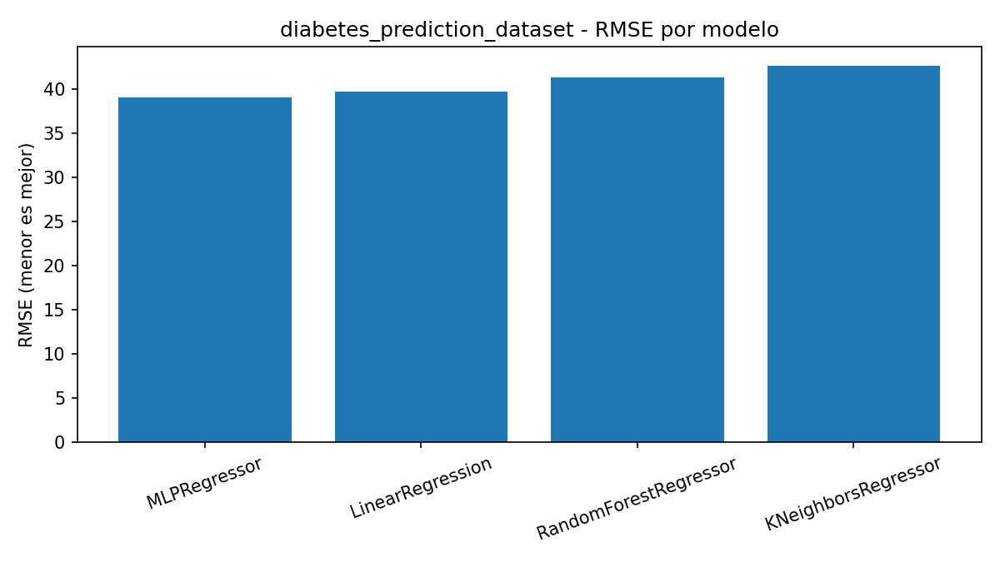 diabetes_prediction_dataset - RMSE por modelo
RMSE (menor es mejor)
40
35
30
25
20
15
10
5
0
MLPRegressor
LinearRegression
RandomForestRegressor
KNeighborsRegressor